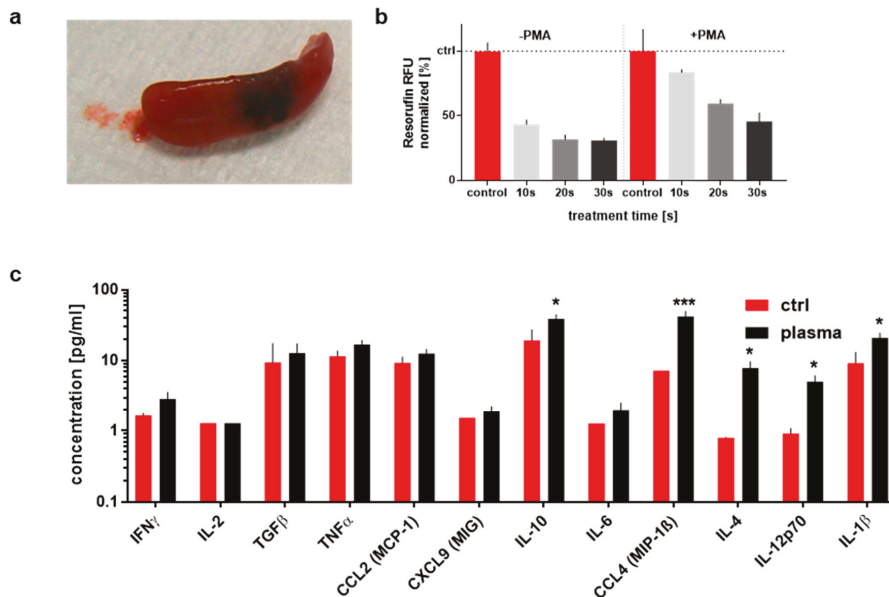 a
b
-PMA
+PMA
Resorufin RFU
normalized [%]
ctrl
50
0
control
10s
20s
30s
control
10s
20s
30s
treatment time [s]
c
concentration [pg/ml]
100
10
1
0.1
*
***
*
*
*
ctrl
plasma
IFNγ
IL-2
TGFβ
TNFα
CCL2 (MCP-1)
CXCL9 (MIG)
IL-10
IL-6
CCL4 (MIP-1ß)
IL-4
IL-12p70
IL-1β